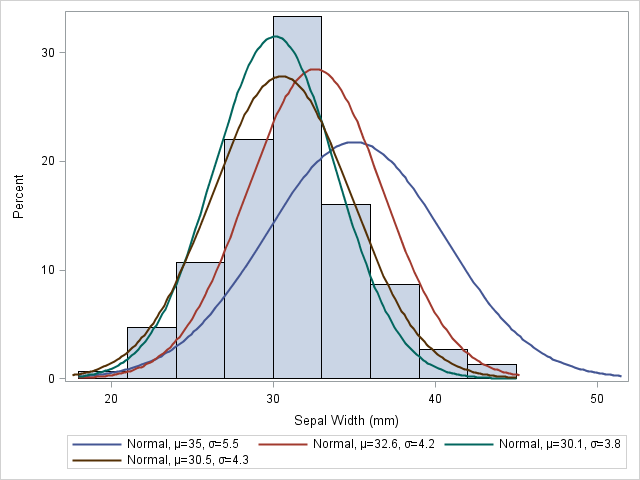 30
20
10
0
Percent
20 30 40 50
Sepal Width (mm)
Normal, μ=35, σ=5.5 Normal, μ=32.6, σ=4.2 Normal, μ=30.1, σ=3.8
Normal, μ=30.5, σ=4.3